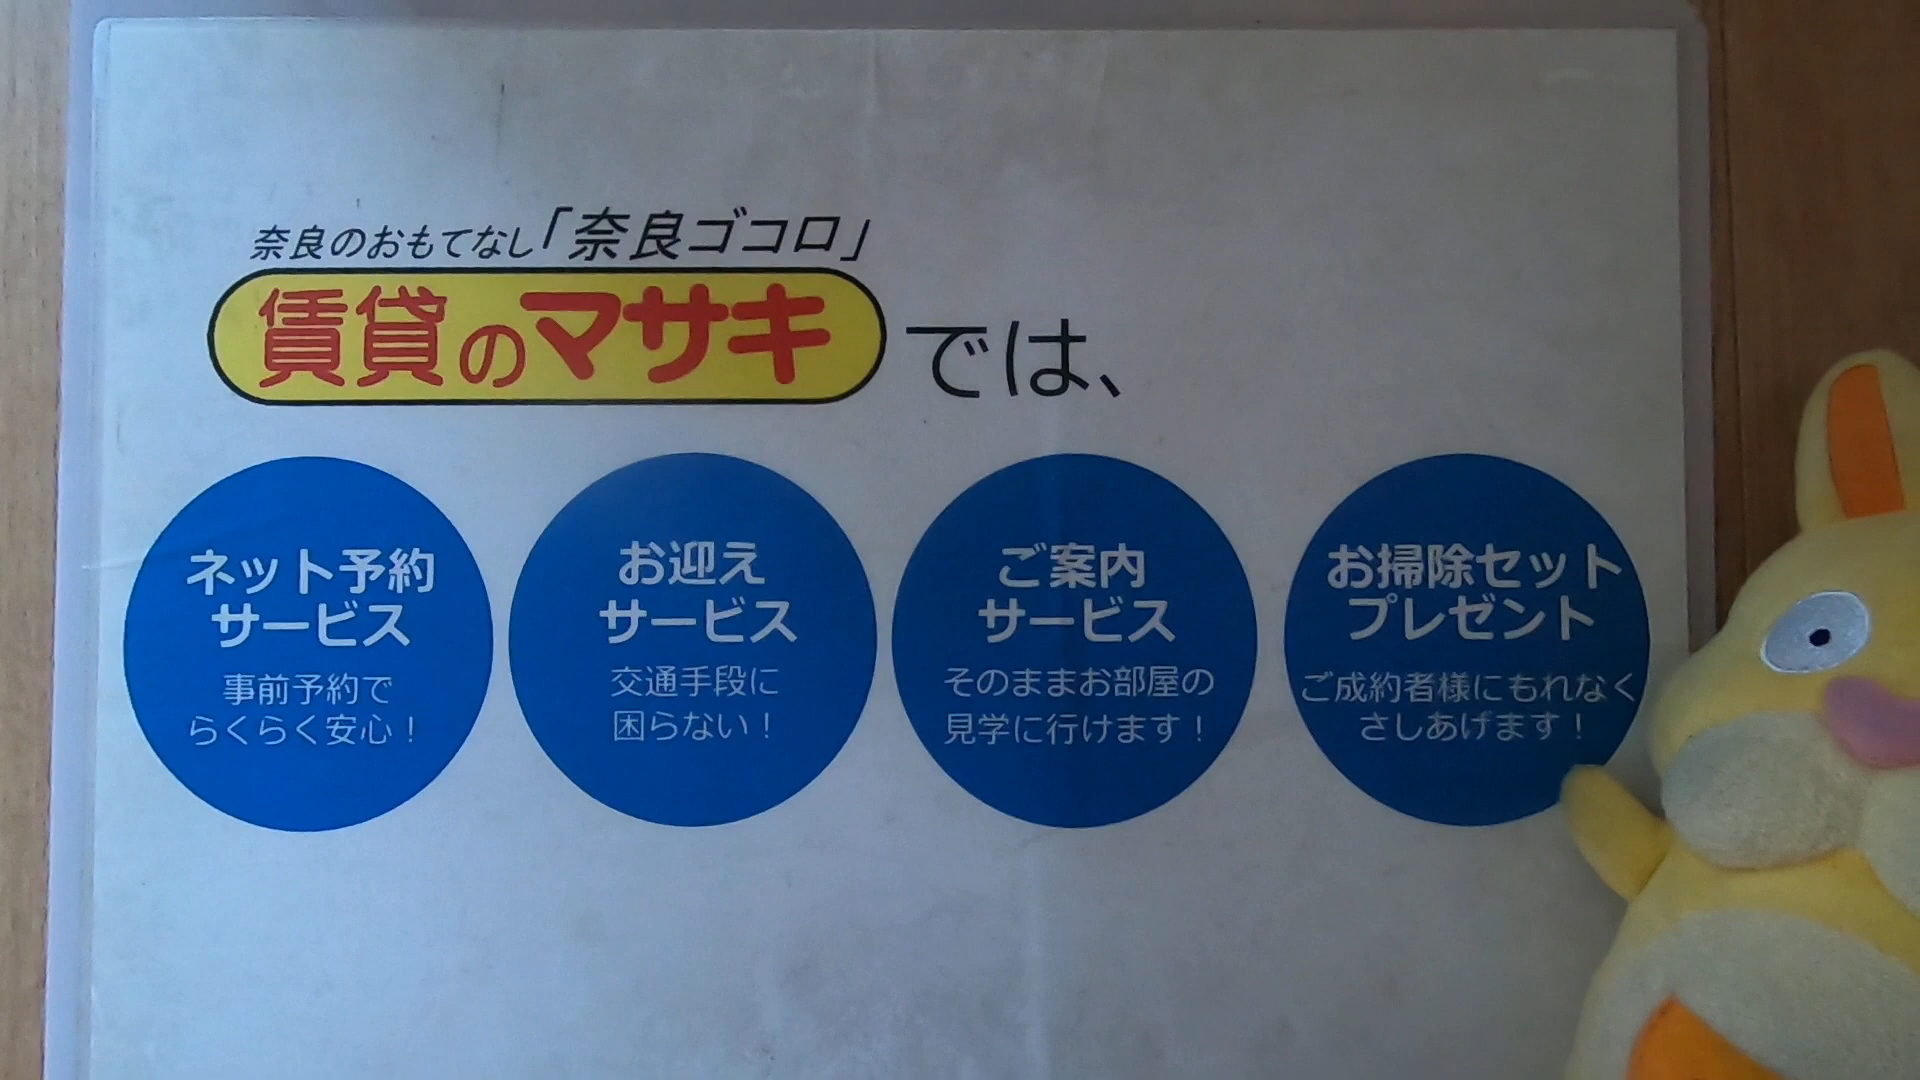 奈良のおもてなし「奈良ゴコロ」
賃貸のマサキでは、
ネット予約
サービス
事前予約で
らくらく安心！
お迎え
サービス
交通手段に
困らない！
ご案内
サービス
そのままお部屋の
見学に行けます！
お掃除セット
プレゼント
ご成約者様にもれなく
さしあげます！